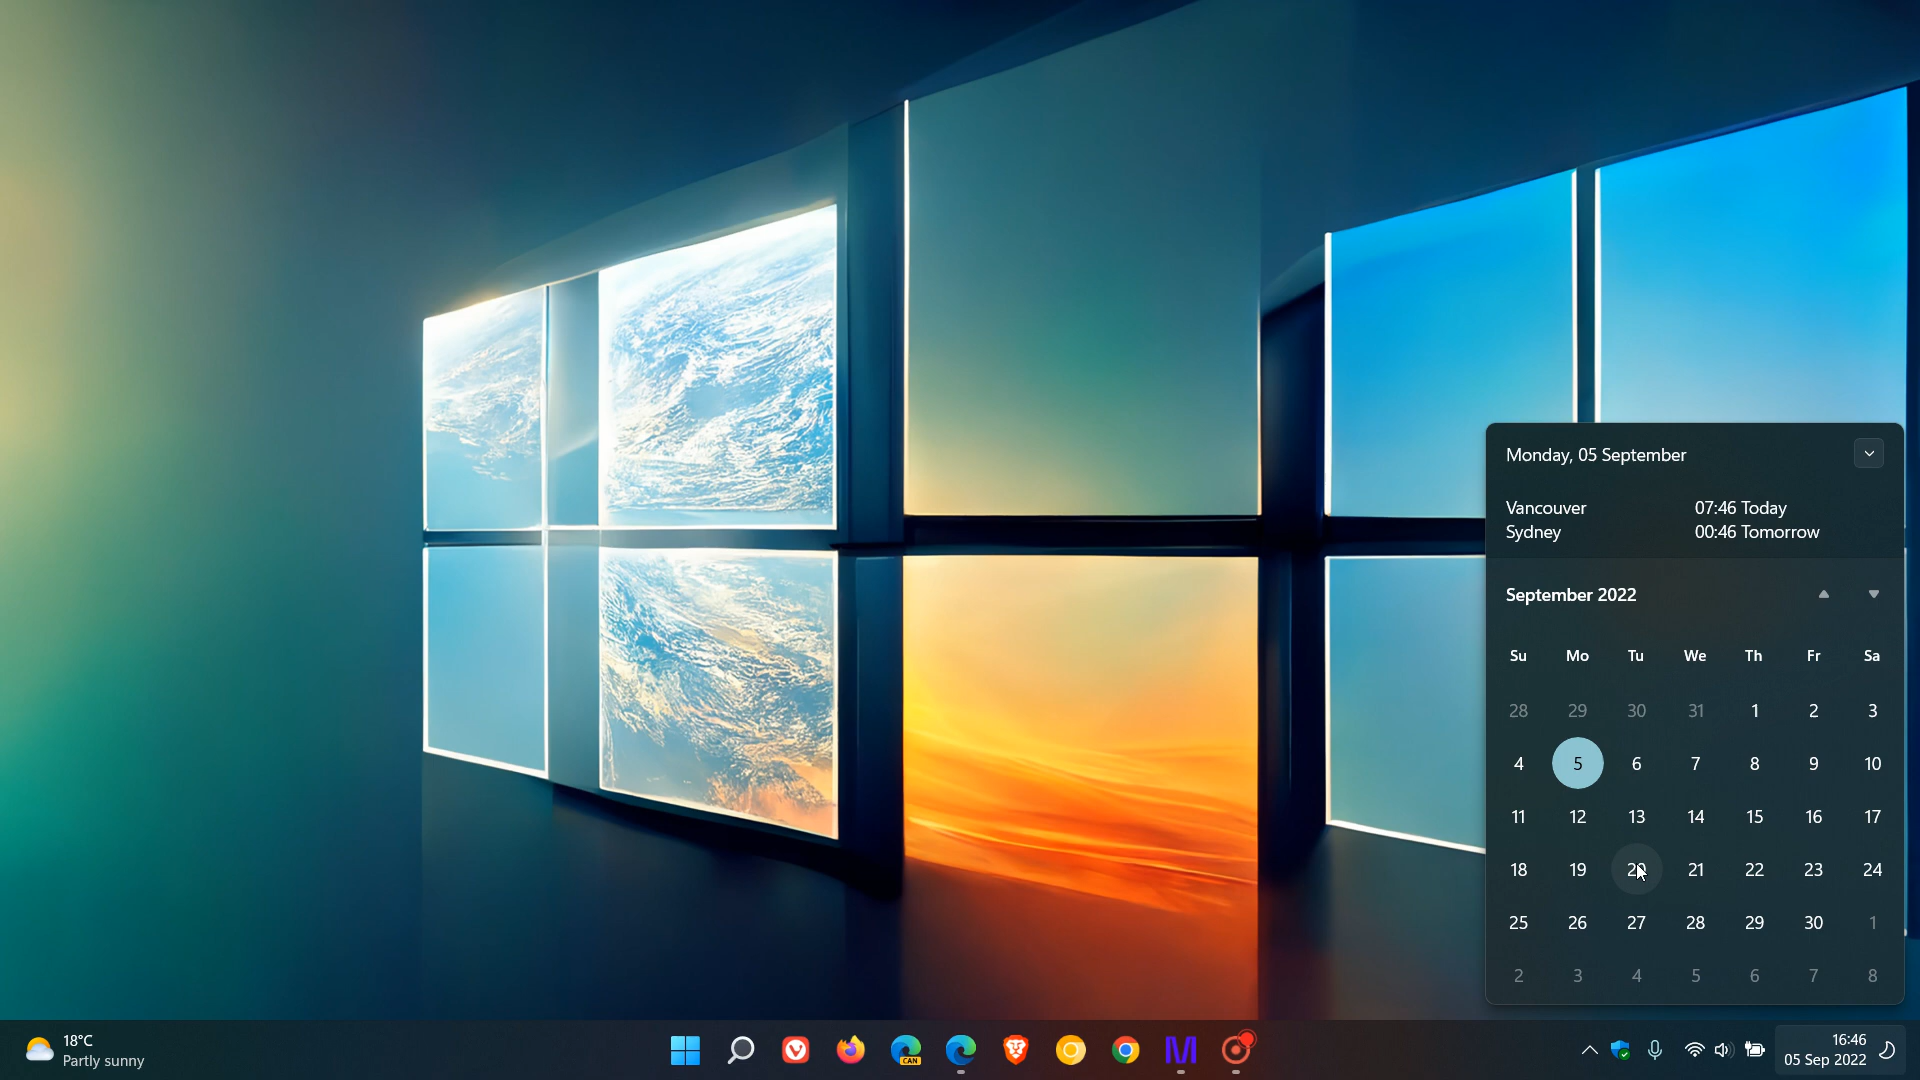 Monday, 05 September
Vancouver 07:46 Today
Sydney 00:46 Tomorrow
September 2022
Su Mo Tu We Th Fr Sa
28 29 30 31 1 2 3
4 5 6 7 8 9 10
11 12 13 14 15 16 17
18 19 20 21 22 23 24
25 26 27 28 29 30 1
2 3 4 5 6 7 8
18°C
Partly sunny
CAN
16:46
05 Sep 2022